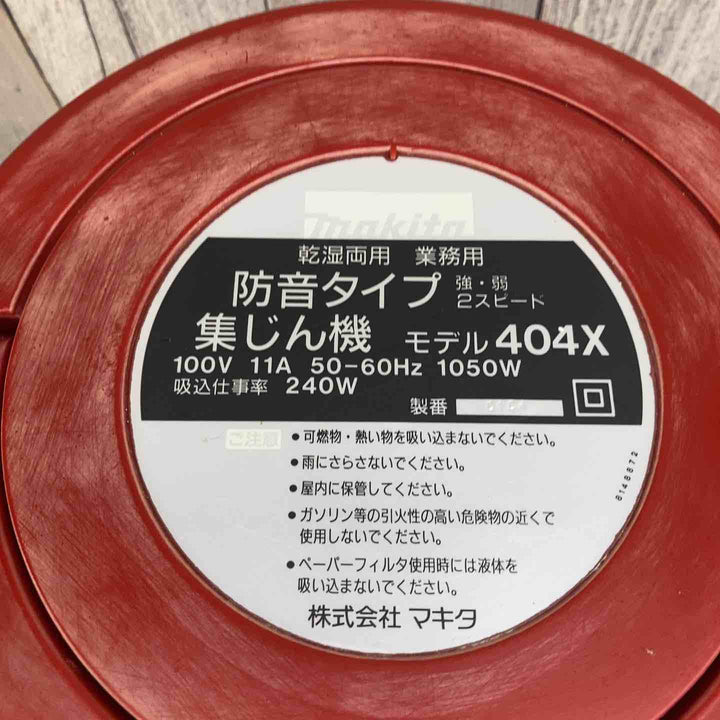 makita
乾湿両用 業務用
防音タイプ 強・弱 2スピード
集じん機 モデル 404X
100V 11A 50-60Hz 1050W
吸込仕事率 240W
製番
ご注意
●可燃物・熱い物を吸い込まないでください。
●雨にさらさないでください。
●屋内に保管してください。
●ガソリン等の引火性の高い危険物の近くで
使用しないでください。
●ペーパーフィルタ使用時には液体を
吸い込まないでください。
株式会社 マキタ
8148872